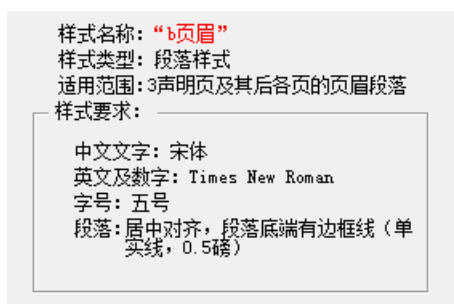 样式名称：“b页眉”
样式类型：段落样式
适用范围：3声明页及其后各页的页眉段落
样式要求：
中文文字：宋体
英文及数字：Times New Roman
字号：五号
段落：居中对齐，段落底端有边框线（单
实线，0.5磅）